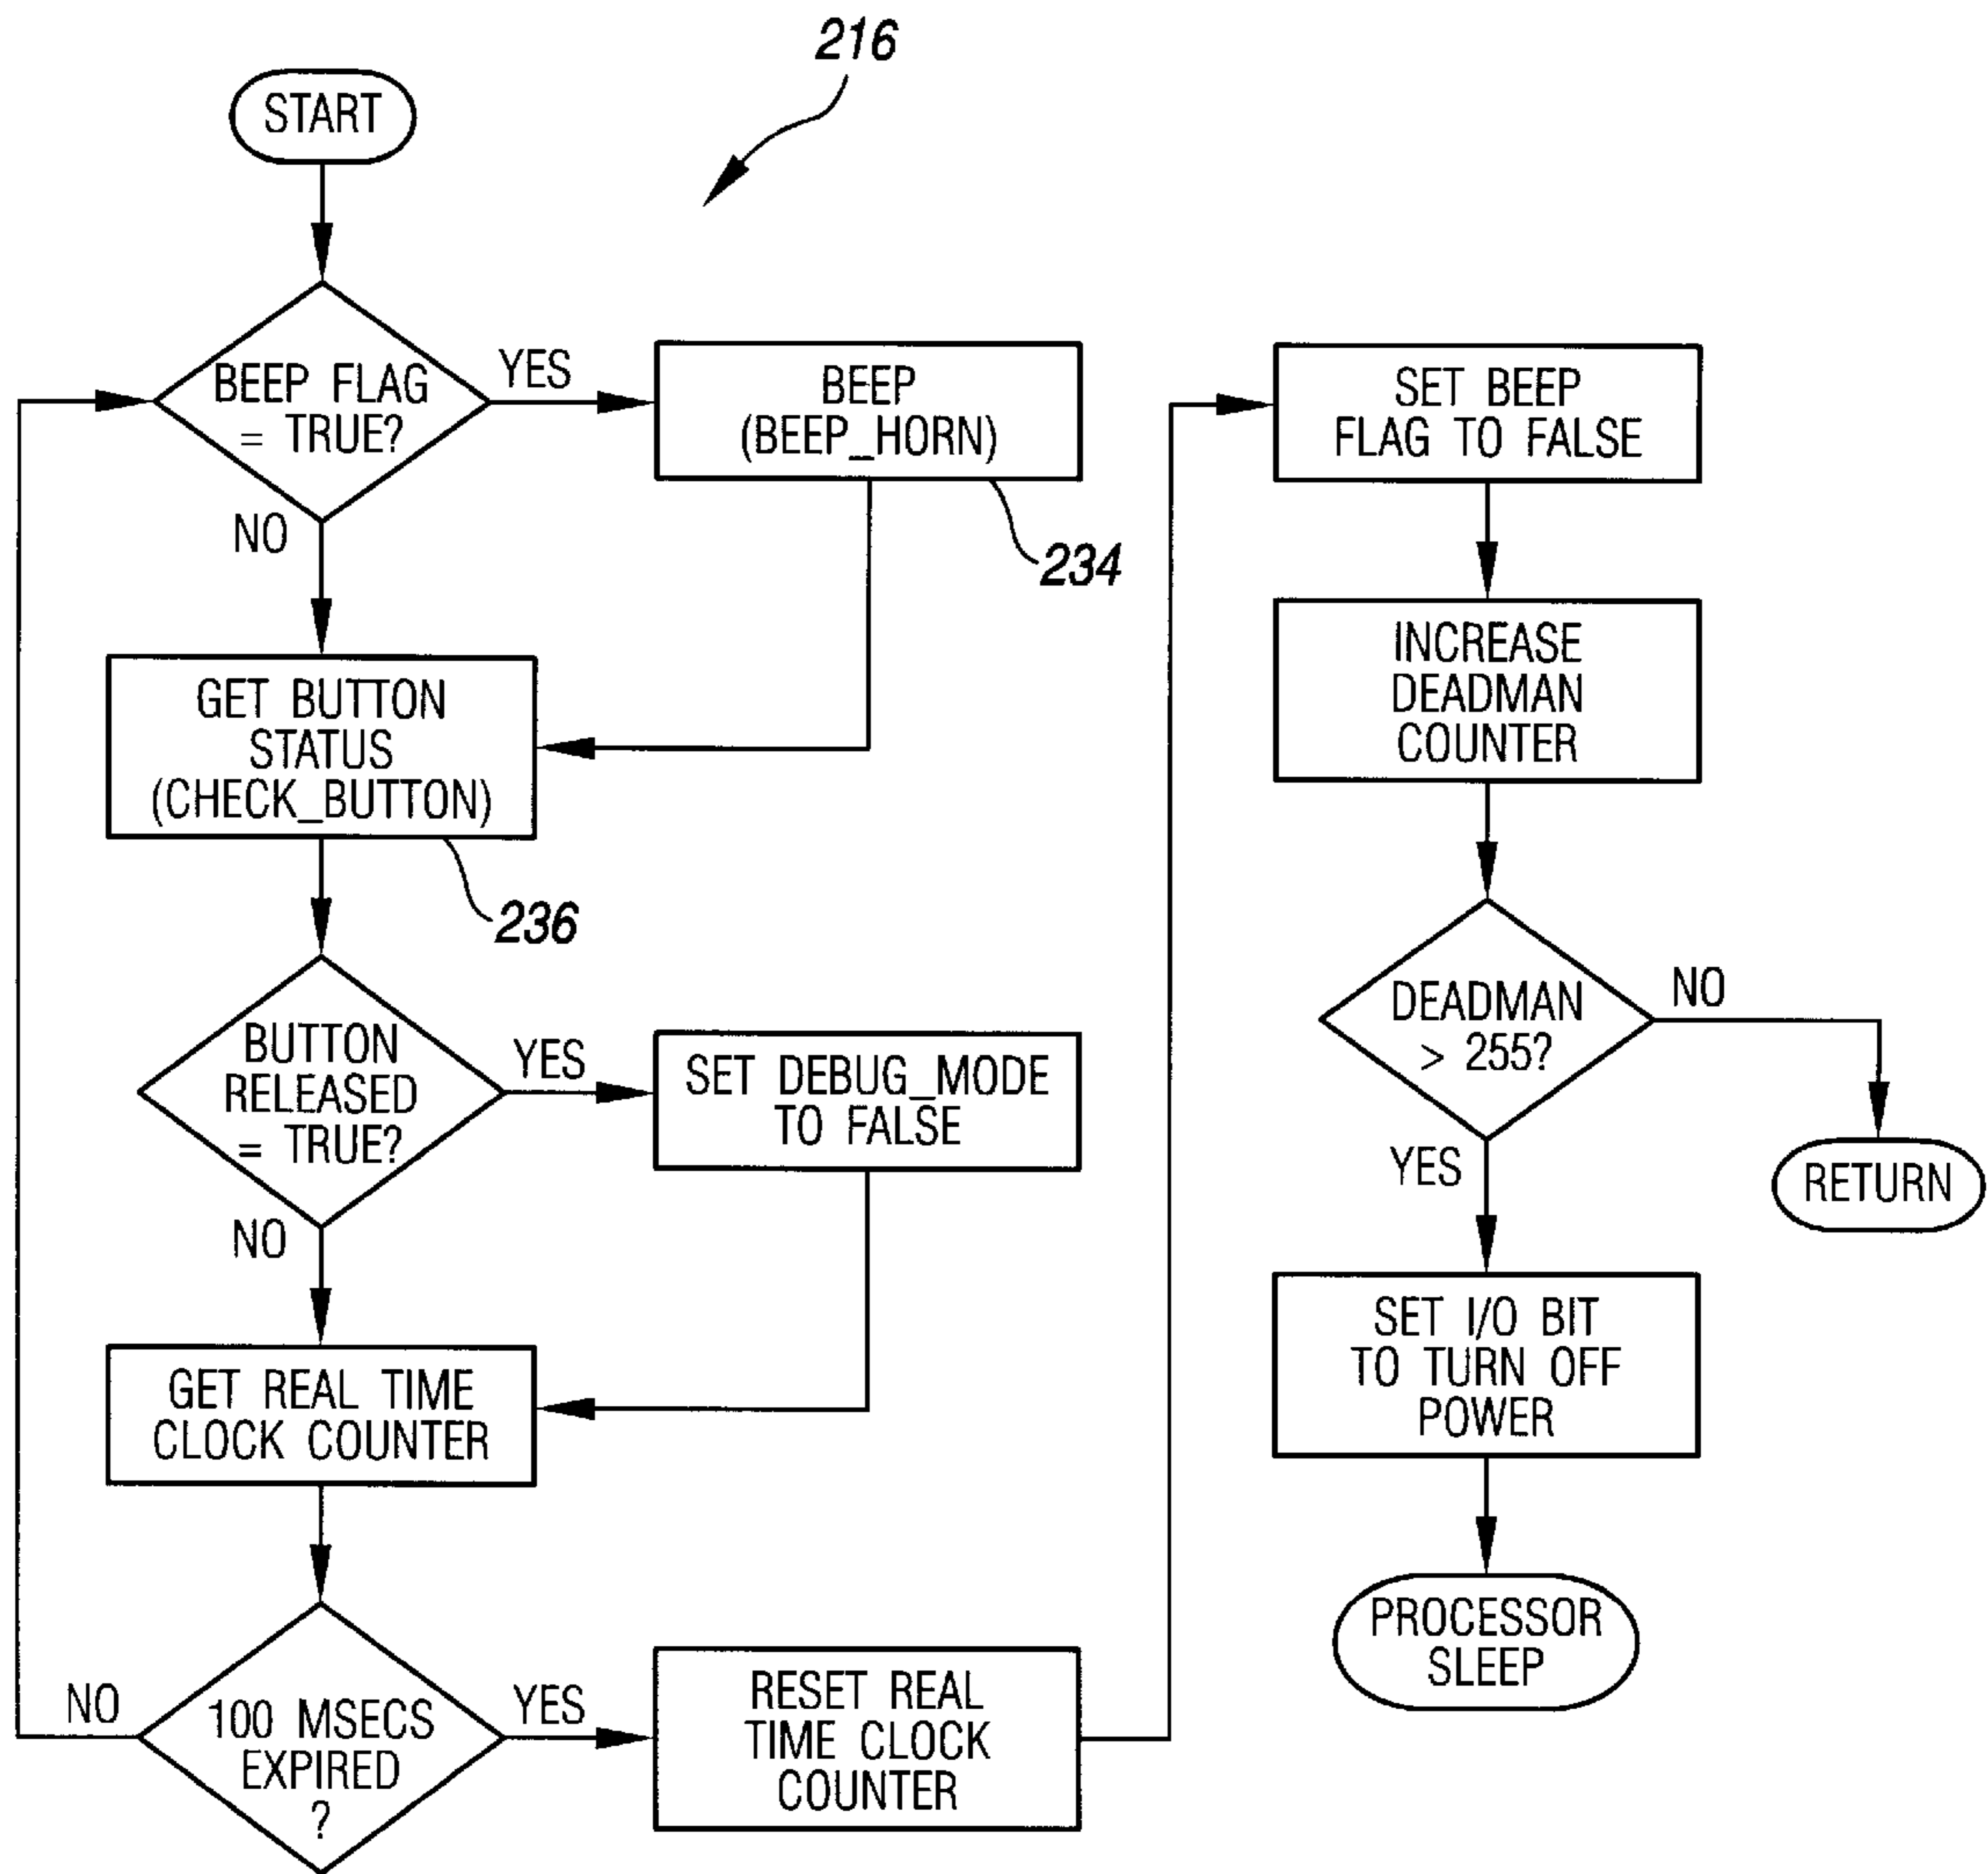 216
START
BEEP FLAG
= TRUE?
YES
NO
BEEP
(BEEP_HORN)
234
GET BUTTON
STATUS
(CHECK_BUTTON)
236
BUTTON
RELEASED
= TRUE?
YES
NO
SET DEBUG_MODE
TO FALSE
GET REAL TIME
CLOCK COUNTER
100 MSECS
EXPIRED
?
NO
YES
RESET REAL
TIME CLOCK
COUNTER
SET BEEP
FLAG TO FALSE
INCREASE
DEADMAN
COUNTER
DEADMAN
> 255?
NO
YES
RETURN
SET I/O BIT
TO TURN OFF
POWER
PROCESSOR
SLEEP